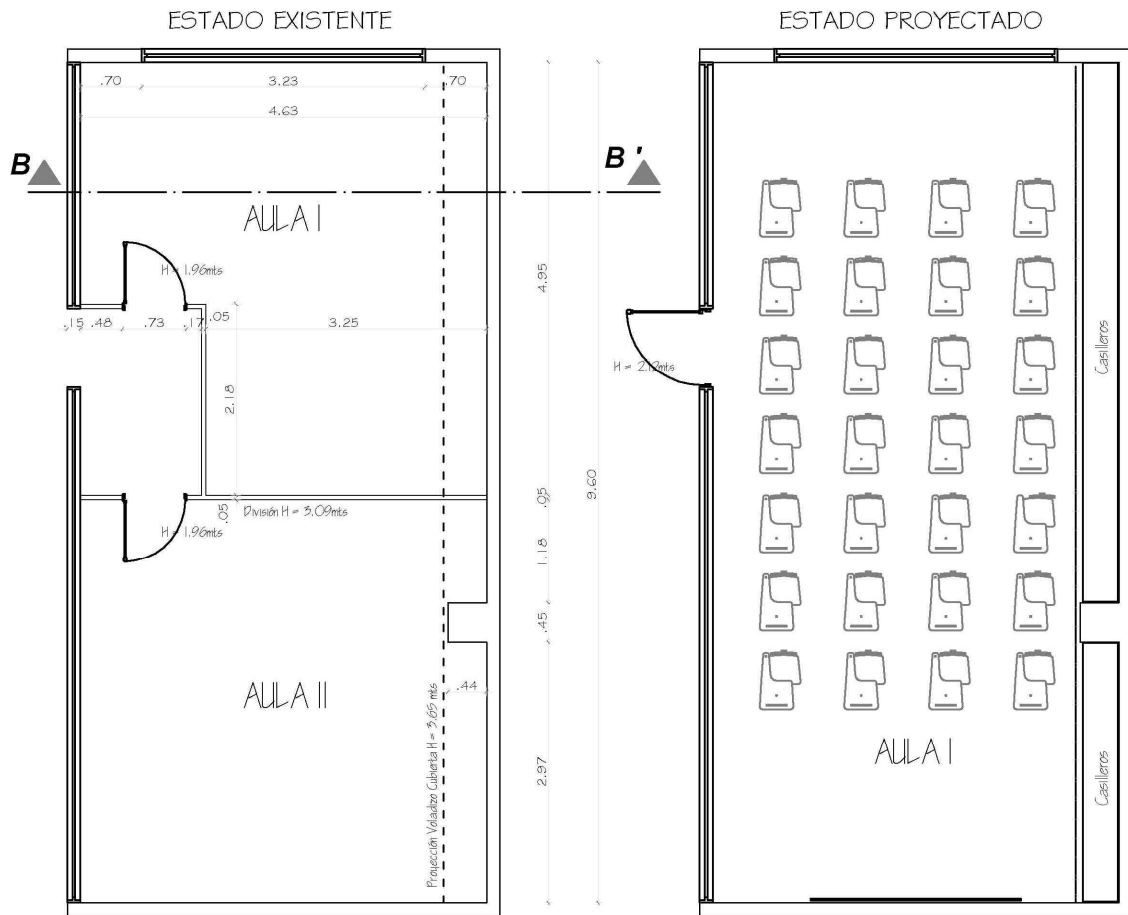 ESTADO EXISTENTE
.70
3.23
.70
4.63
B
B '
AULA I
H = 1.96mts
4.95
.15
.48
.73
.17
.05
3.25
2.18
9.60
.05
División H = 3.09mts
H = 1.96mts
.05
1.18
.45
AULA II
.44
Proyección Voladizo Cubierta H = 3.65 mts
2.97
ESTADO PROYECTADO
H = 2.12mts
Casilleros
AULA I
Casilleros